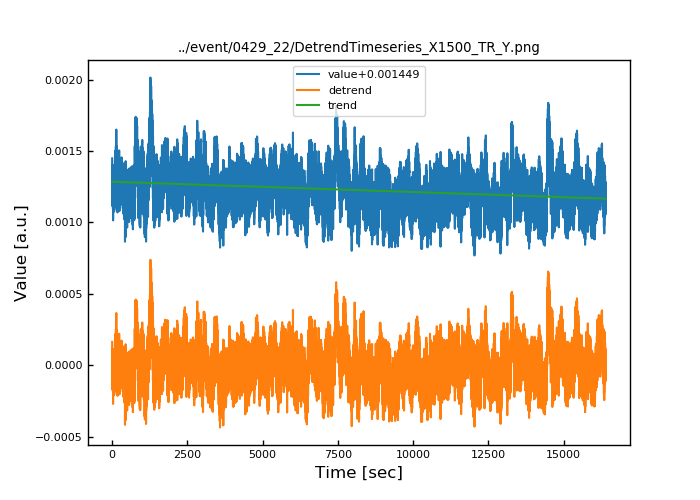 ../event/0429_22/DetrendTimeseries_X1500_TR_Y.png
value+0.001449
detrend
trend
0.0020
0.0015
0.0010
0.0005
0.0000
−0.0005
Value [a.u.]
0
2500
5000
7500
10000
12500
15000
Time [sec]